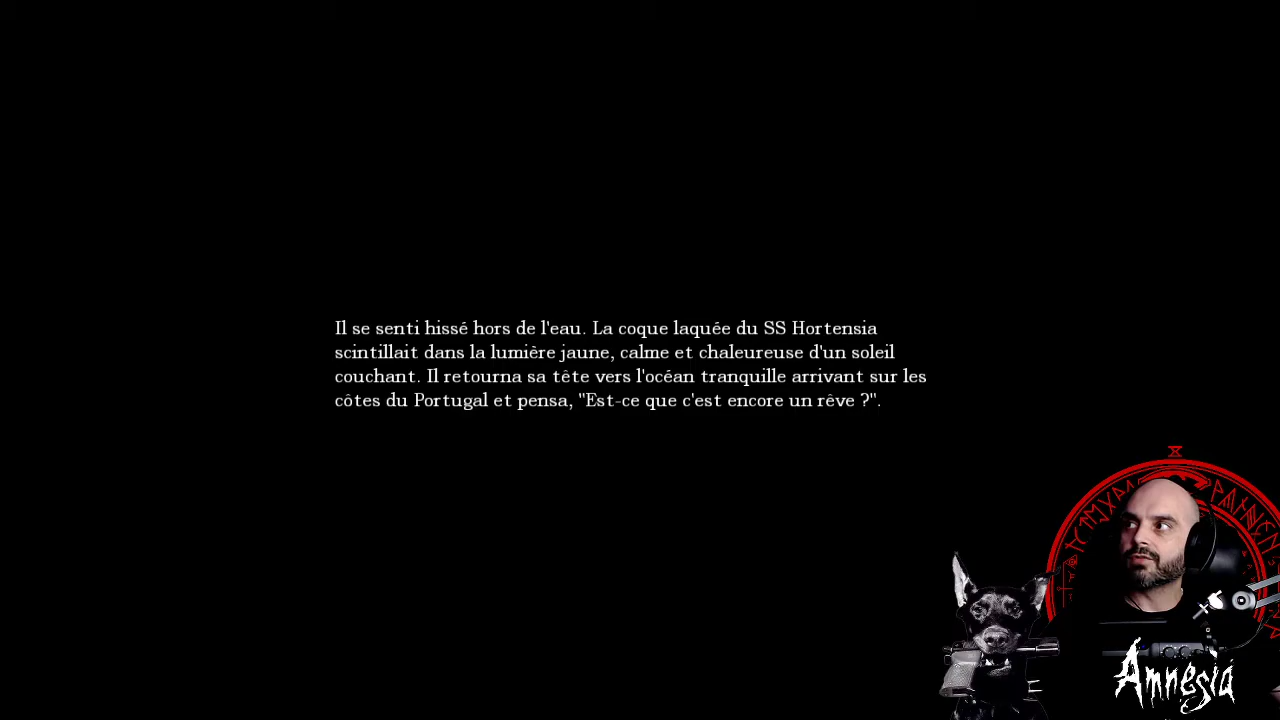 Il se senti hissé hors de l'eau. La coque laquée du SS Hortensia
scintillait dans la lumière jaune, calme et chaleureuse d'un soleil
couchant. Il retourna sa tête vers l'océan tranquille arrivant sur les
côtes du Portugal et pensa, "Est-ce que c'est encore un rêve ?".
Amnesia